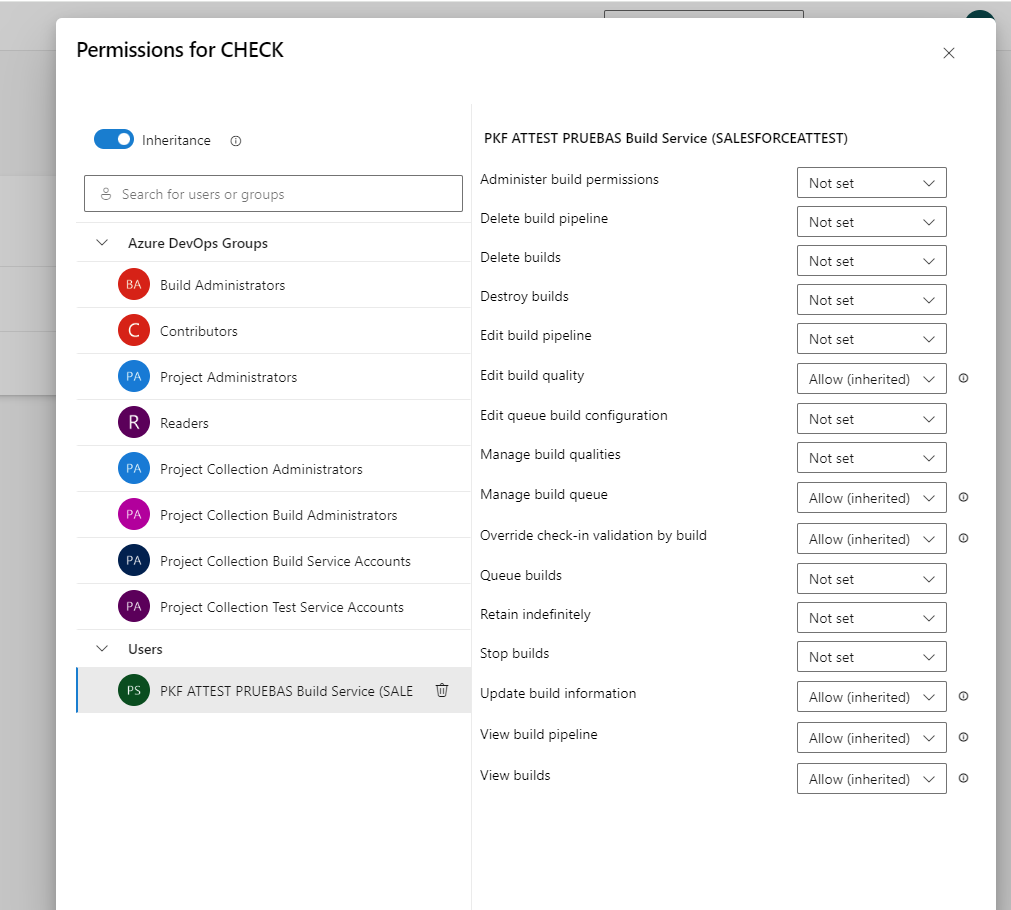 Permissions for CHECK
Inheritance
Search for users or groups
Azure DevOps Groups
BA Build Administrators
C Contributors
PA Project Administrators
R Readers
PA Project Collection Administrators
PA Project Collection Build Administrators
PA Project Collection Build Service Accounts
PA Project Collection Test Service Accounts
Users
PS PKF ATTEST PRUEBAS Build Service (SALE
PKF ATTEST PRUEBAS Build Service (SALESFORCEATTEST)
Administer build permissions Not set
Delete build pipeline Not set
Delete builds Not set
Destroy builds Not set
Edit build pipeline Not set
Edit build quality Allow (inherited)
Edit queue build configuration Not set
Manage build qualities Not set
Manage build queue Allow (inherited)
Override check-in validation by build Allow (inherited)
Queue builds Not set
Retain indefinitely Not set
Stop builds Not set
Update build information Allow (inherited)
View build pipeline Allow (inherited)
View builds Allow (inherited)